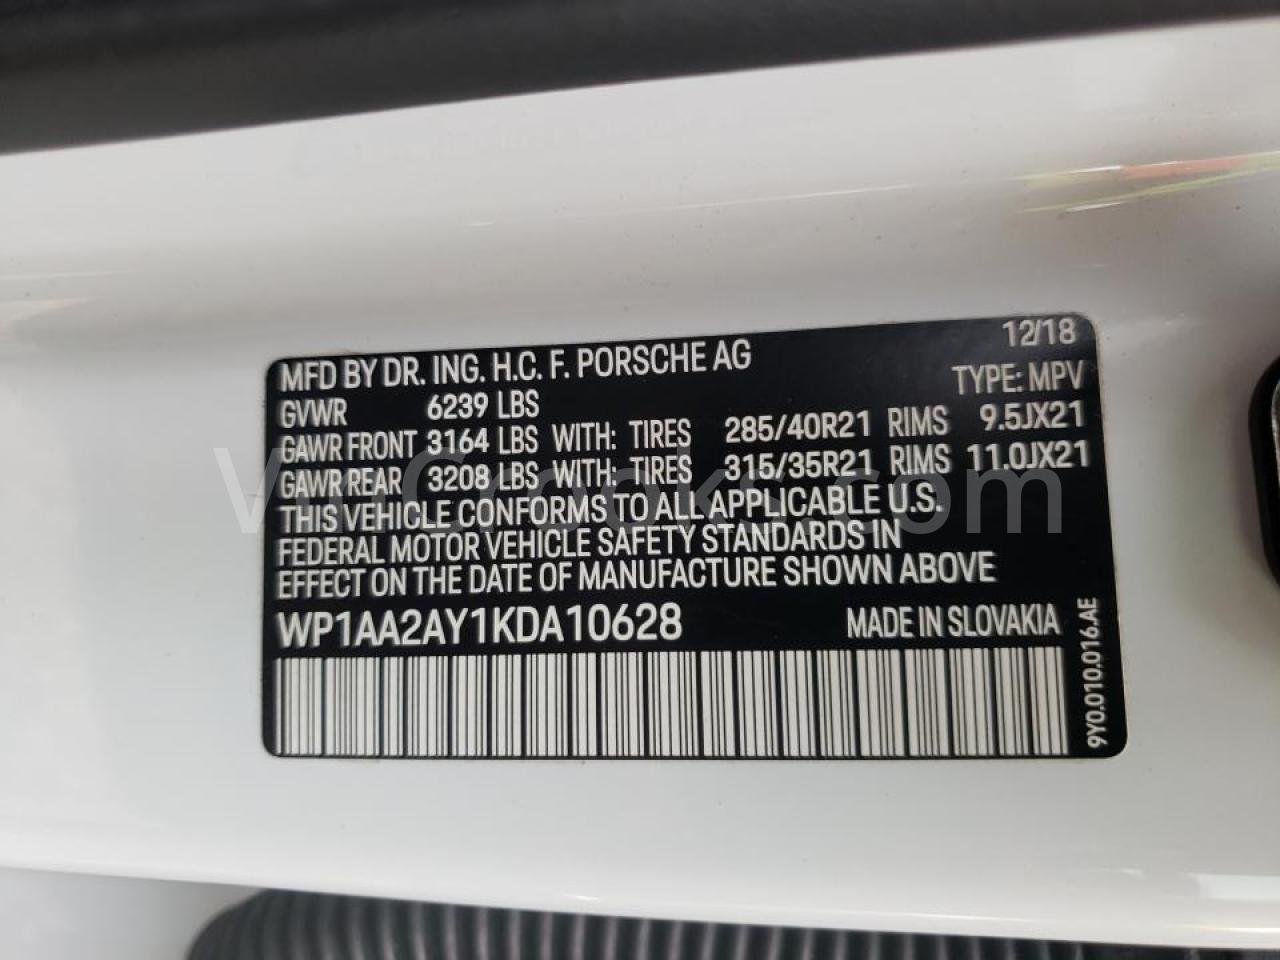 12/18
MFD BY DR. ING. H.C. F. PORSCHE AG
TYPE: MPV
GVWR 6239 LBS
GAWR FRONT 3164 LBS WITH: TIRES 285/40R21 RIMS 9.5JX21
GAWR REAR 3208 LBS WITH: TIRES 315/35R21 RIMS 11.0JX21
THIS VEHICLE CONFORMS TO ALL APPLICABLE U.S.
FEDERAL MOTOR VEHICLE SAFETY STANDARDS IN
EFFECT ON THE DATE OF MANUFACTURE SHOWN ABOVE
WP1AA2AY1KDA10628 MADE IN SLOVAKIA
9Y0.010.016.AE